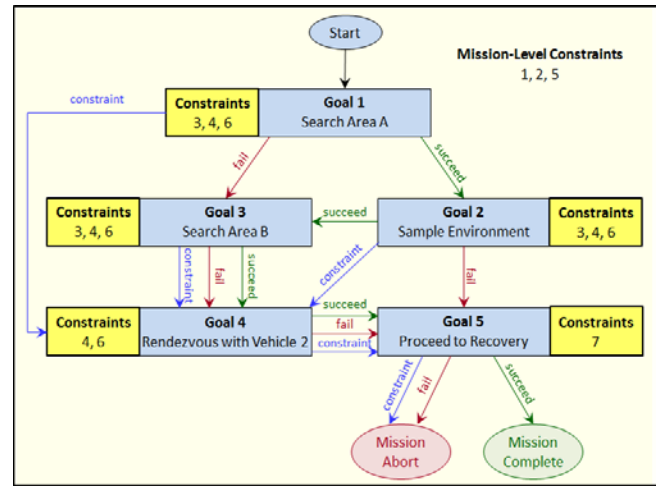 Start
Mission-Level Constraints
1, 2, 5
constraint
Constraints
3, 4, 6
Goal 1
Search Area A
fail
succeed
Constraints
3, 4, 6
Goal 3
Search Area B
succeed
Goal 2
Sample Environment
Constraints
3, 4, 6
constraint
fail
succeed
constraint
fail
Constraints
4, 6
Goal 4
Rendezvous with Vehicle 2
succeed
fail
constraint
Goal 5
Proceed to Recovery
Constraints
7
constraint
fail
succeed
Mission
Abort
Mission
Complete